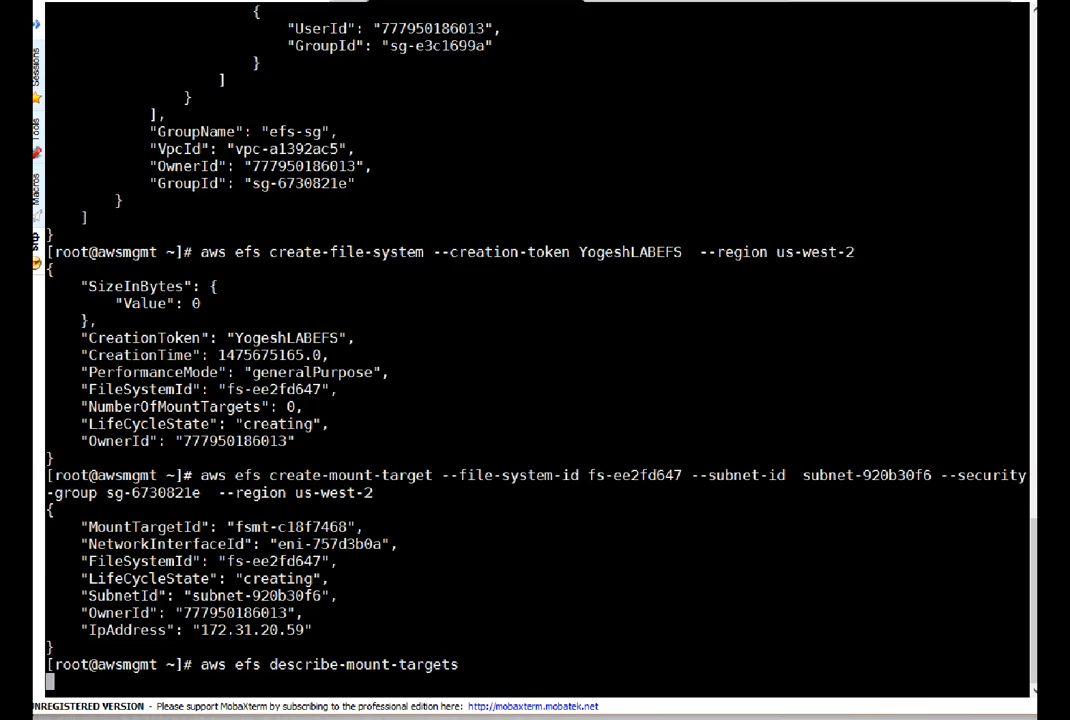 {
"UserId": "777950186013",
"GroupId": "sg-e3c1699a"
}
]
}
],
"GroupName": "efs-sg",
"VpcId": "vpc-a1392ac5",
"OwnerId": "777950186013",
"GroupId": "sg-6730821e"
}
]
}
[root@awsmgmt ~]# aws efs create-file-system --creation-token YogeshLABEFS  --region us-west-2
{
"SizeInBytes": {
"Value": 0
},
"CreationToken": "YogeshLABEFS",
"CreationTime": 1475675165.0,
"PerformanceMode": "generalPurpose",
"FileSystemId": "fs-ee2fd647",
"NumberOfMountTargets": 0,
"LifeCycleState": "creating",
"OwnerId": "777950186013"
}
[root@awsmgmt ~]# aws efs create-mount-target --file-system-id fs-ee2fd647 --subnet-id  subnet-920b30f6 --security
-group sg-6730821e  --region us-west-2
{
"MountTargetId": "fsmt-c18f7468",
"NetworkInterfaceId": "eni-757d3b0a",
"FileSystemId": "fs-ee2fd647",
"LifeCycleState": "creating",
"SubnetId": "subnet-920b30f6",
"OwnerId": "777950186013",
"IpAddress": "172.31.20.59"
}
[root@awsmgmt ~]# aws efs describe-mount-targets
UNREGISTERED VERSION - Please support MobaXterm by subscribing to the professional edition here: http://mobaxterm.mobatek.net
Sessions
Tools
Macros
Sftp